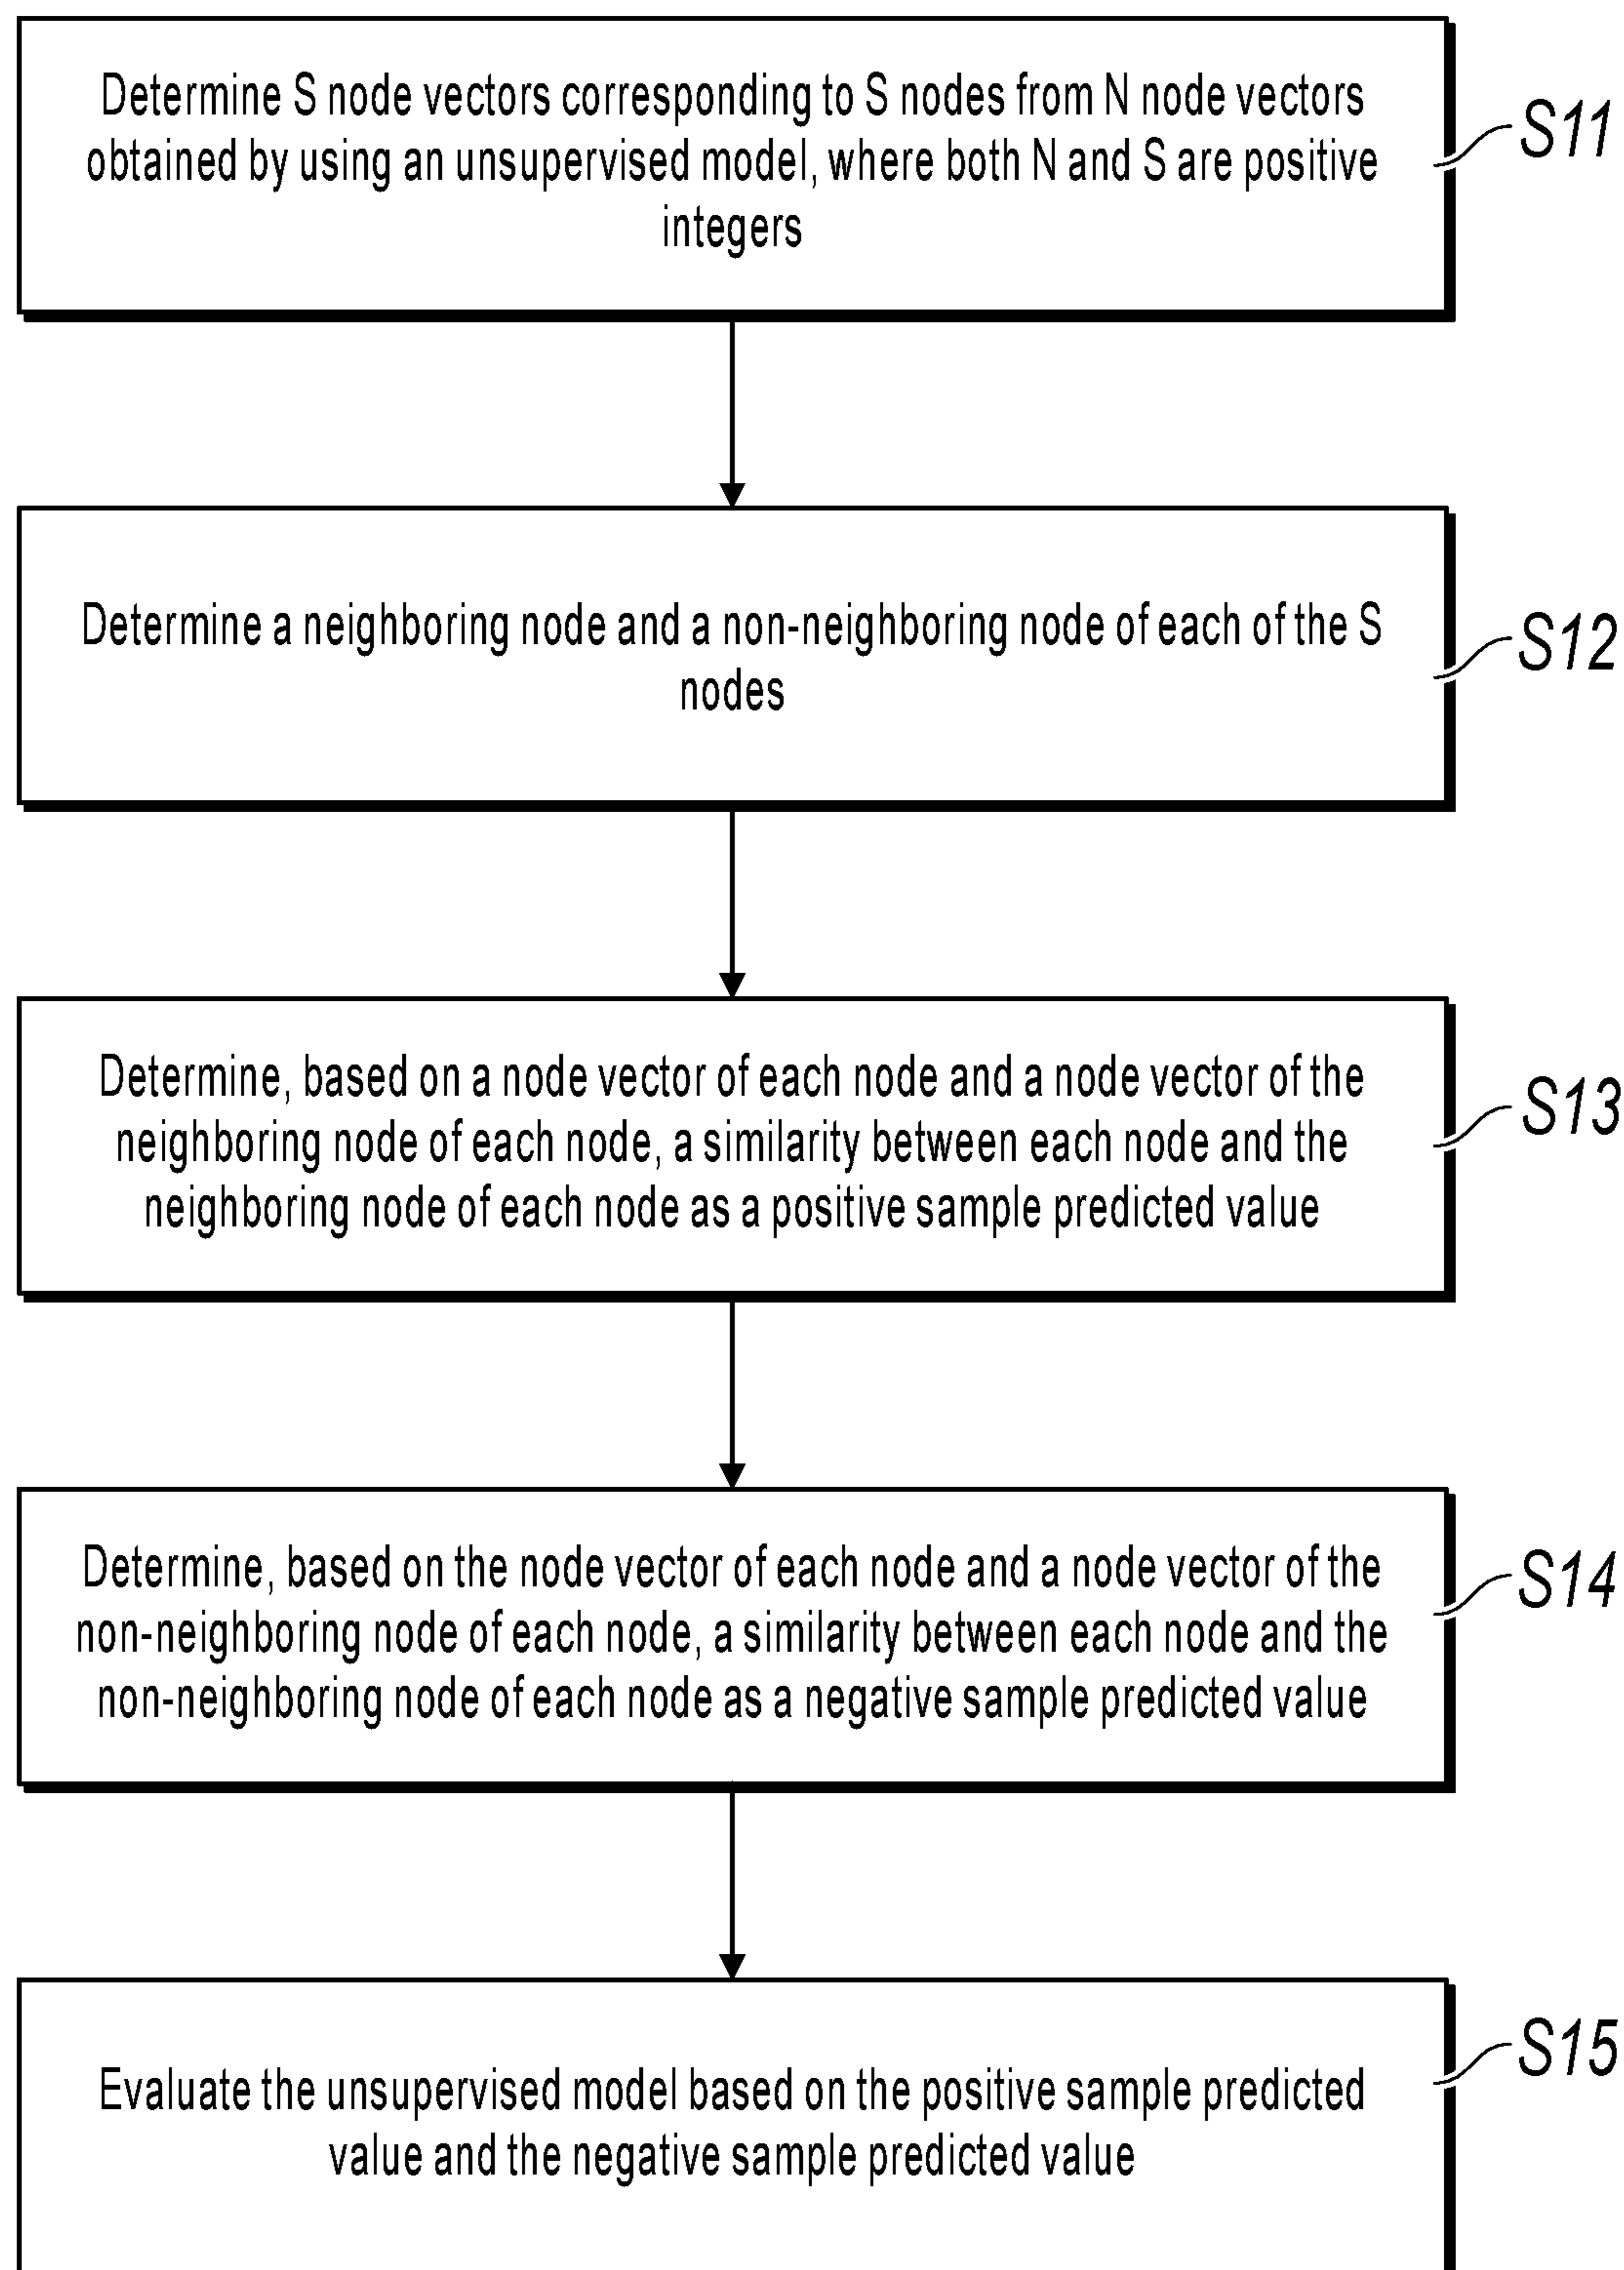 Determine S node vectors corresponding to S nodes from N node vectors
obtained by using an unsupervised model, where both N and S are positive
integers
S11
Determine a neighboring node and a non-neighboring node of each of the S
nodes
S12
Determine, based on a node vector of each node and a node vector of the
neighboring node of each node, a similarity between each node and the
neighboring node of each node as a positive sample predicted value
S13
Determine, based on the node vector of each node and a node vector of the
non-neighboring node of each node, a similarity between each node and the
non-neighboring node of each node as a negative sample predicted value
S14
Evaluate the unsupervised model based on the positive sample predicted
value and the negative sample predicted value
S15